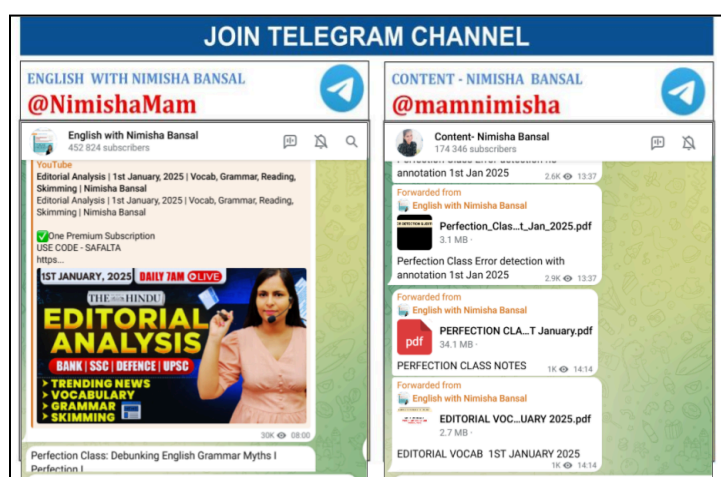 JOIN TELEGRAM CHANNEL
ENGLISH WITH NIMISHA BANSAL
@NimishaMam
English with Nimisha Bansal
452 824 subscribers
YouTube
Editorial Analysis | 1st January, 2025 | Vocab, Grammar, Reading,
Skimming | Nimisha Bansal
Editorial Analysis | 1st January, 2025 | Vocab, Grammar, Reading,
Skimming | Nimisha Bansal
One Premium Subscription
USE CODE - SAFALTA
https...
1ST JANUARY, 2025 DAILY 7AM LIVE
THE HINDU
EDITORIAL
ANALYSIS
BANK | SSC | DEFENCE | UPSC
TRENDING NEWS
VOCABULARY
GRAMMAR
SKIMMING
30K 08:00
Perfection Class: Debunking English Grammar Myths I
Perfection I
CONTENT - NIMISHA BANSAL
@mamnimisha
Content- Nimisha Bansal
174 346 subscribers
annotation 1st Jan 2025
2.6K 13:37
Forwarded from
English with Nimisha Bansal
Perfection_Clas...t_Jan_2025.pdf
3.1 MB
Perfection Class Error detection with
annotation 1st Jan 2025
2.9K 13:37
Forwarded from
English with Nimisha Bansal
pdf
PERFECTION CLA...T January.pdf
34.1 MB
PERFECTION CLASS NOTES
1K 14:14
Forwarded from
English with Nimisha Bansal
EDITORIAL VOC...UARY 2025.pdf
2.7 MB
EDITORIAL VOCAB 1ST JANUARY 2025
1K 14:14